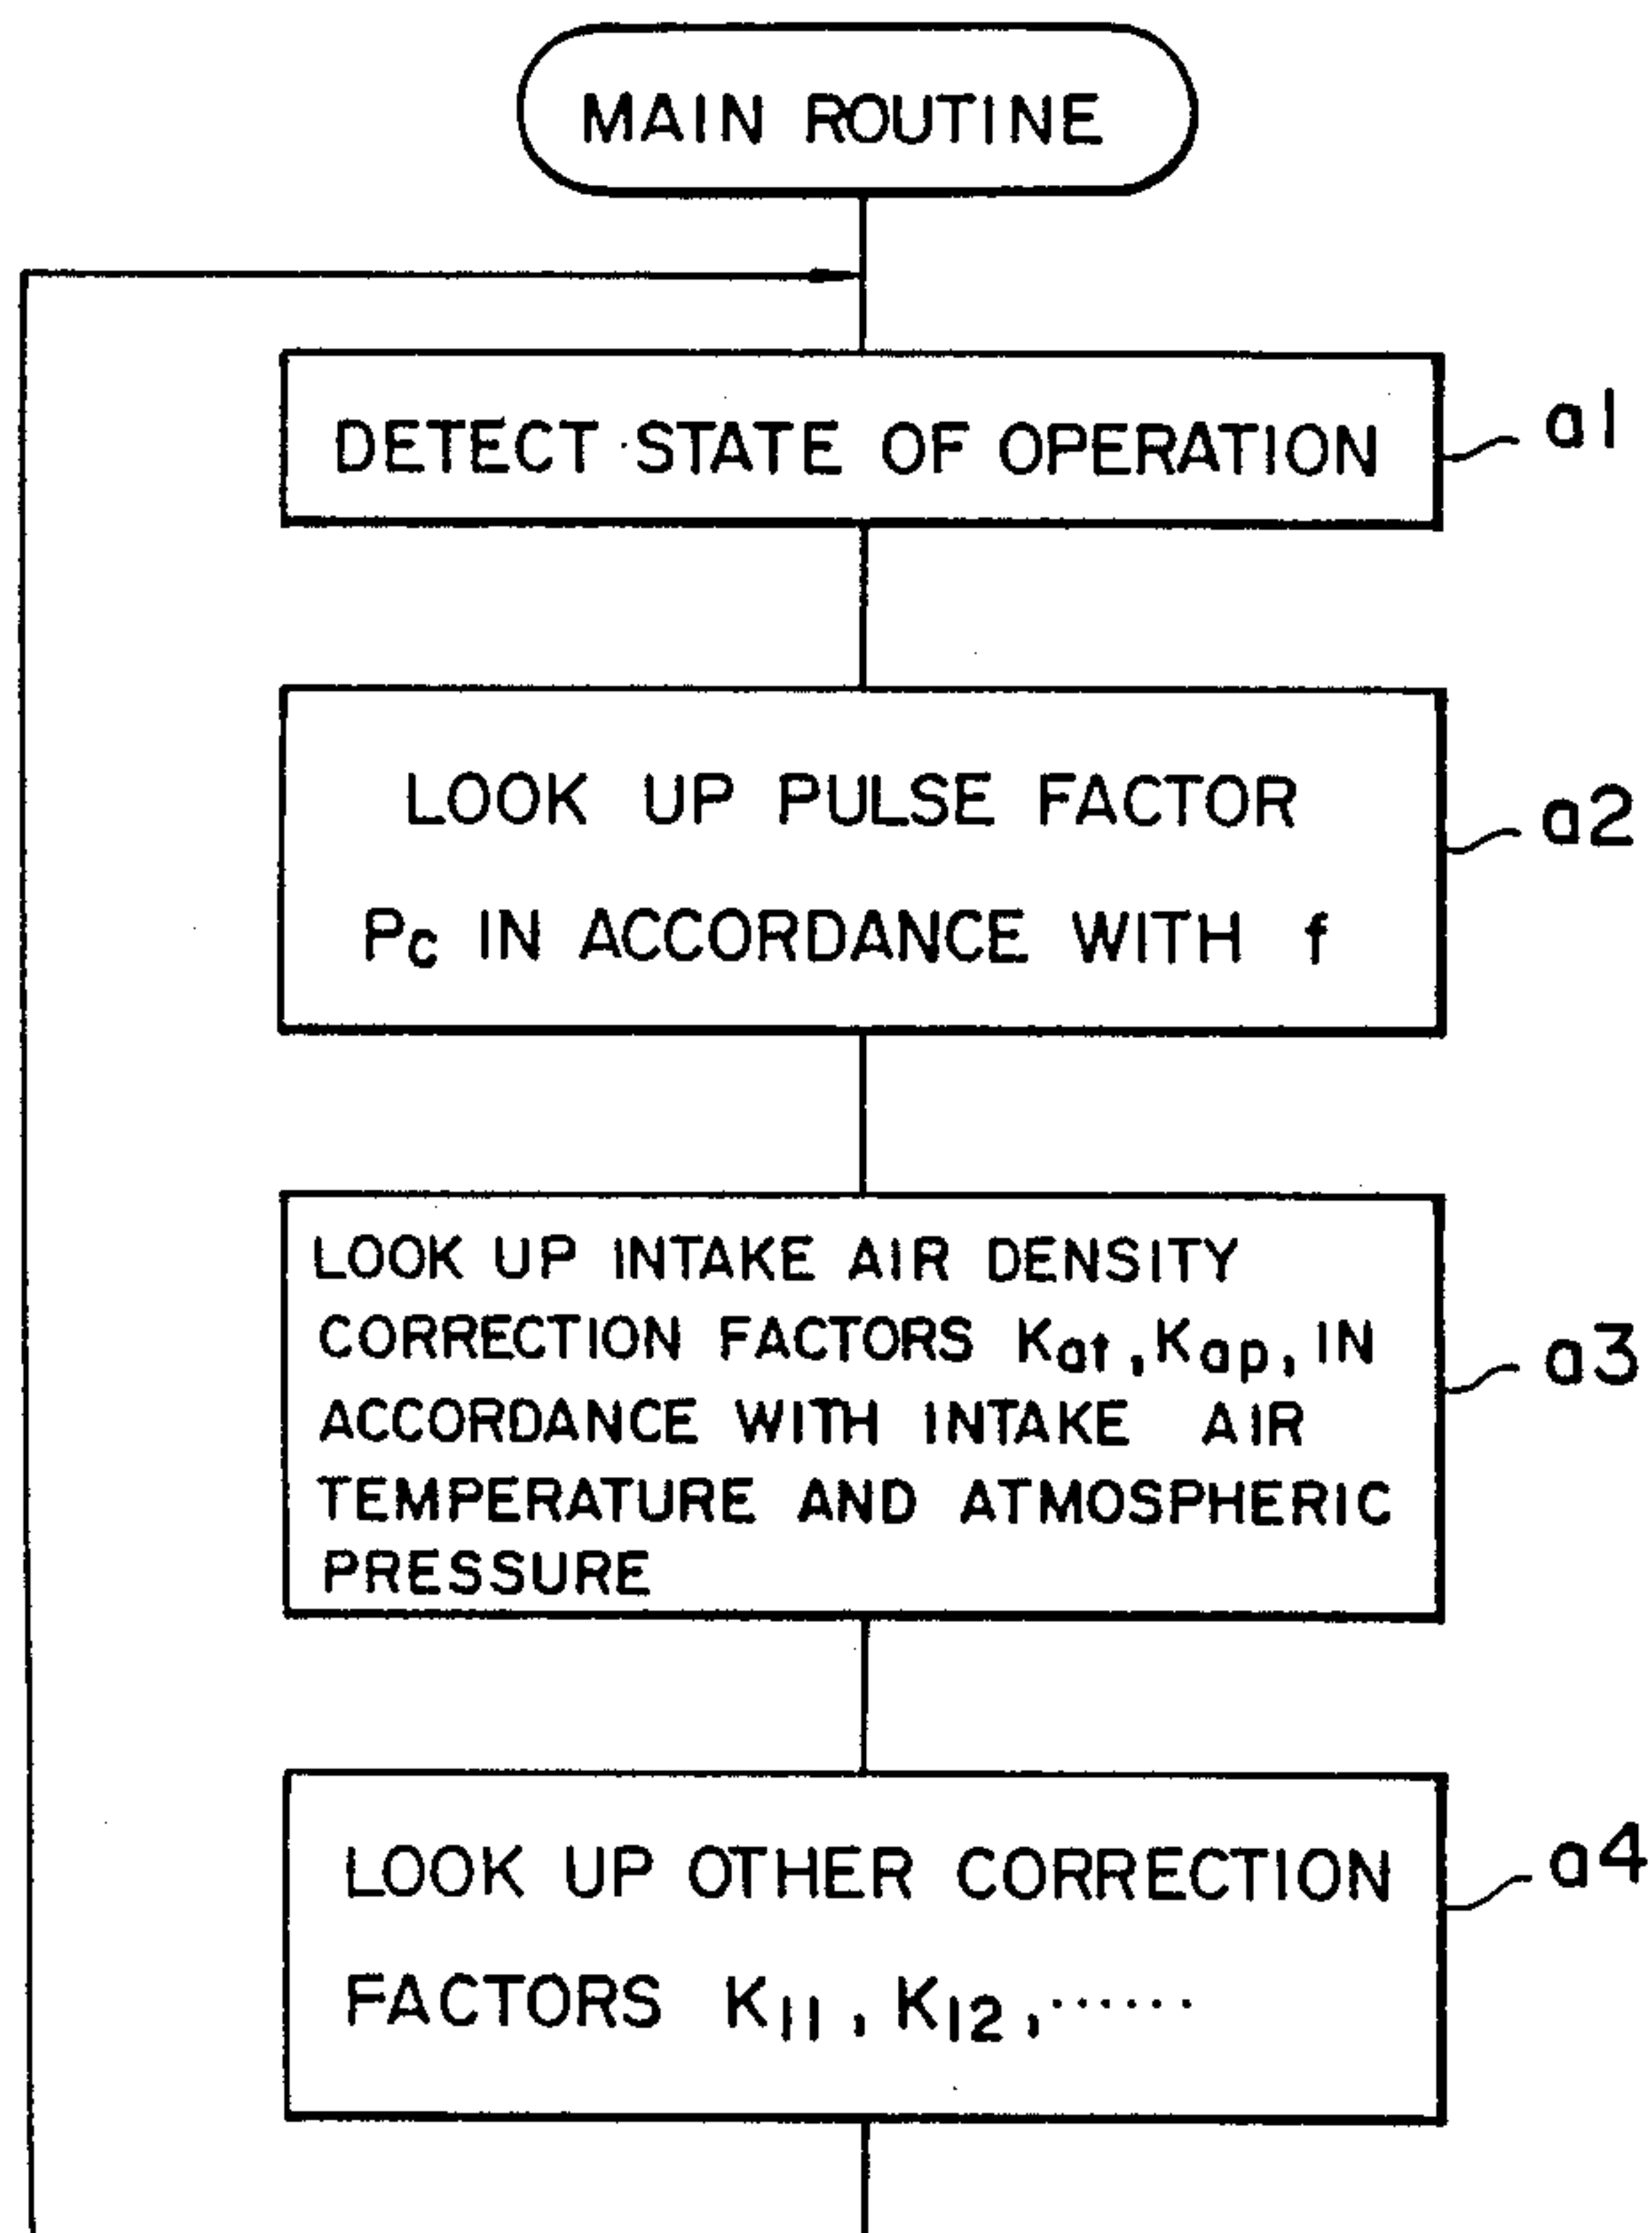 MAIN ROUTINE
DETECT STATE OF OPERATION
a1
LOOK UP PULSE FACTOR
Pc IN ACCORDANCE WITH f
a2
LOOK UP INTAKE AIR DENSITY
CORRECTION FACTORS Kat, Kap, IN
ACCORDANCE WITH INTAKE AIR
TEMPERATURE AND ATMOSPHERIC
PRESSURE
a3
LOOK UP OTHER CORRECTION
FACTORS K11, K12, ······
a4